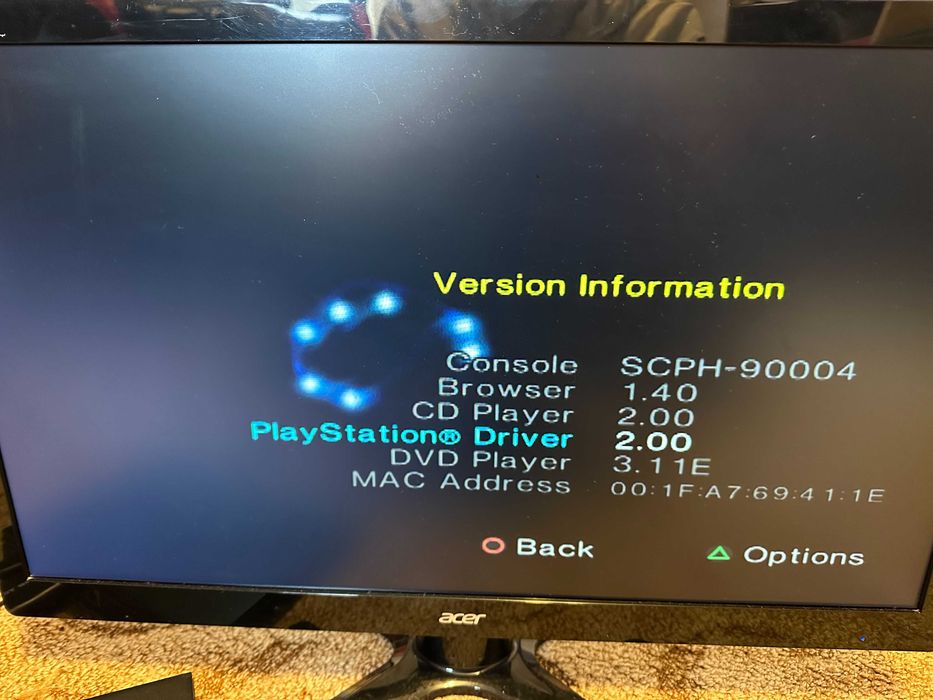 Version Information
Console SCPH-90004
Browser 1.40
CD Player 2.00
PlayStation® Driver 2.00
DVD Player 3.11E
MAC Address 00:1F:A7:69:41:1E
Back Options
acer